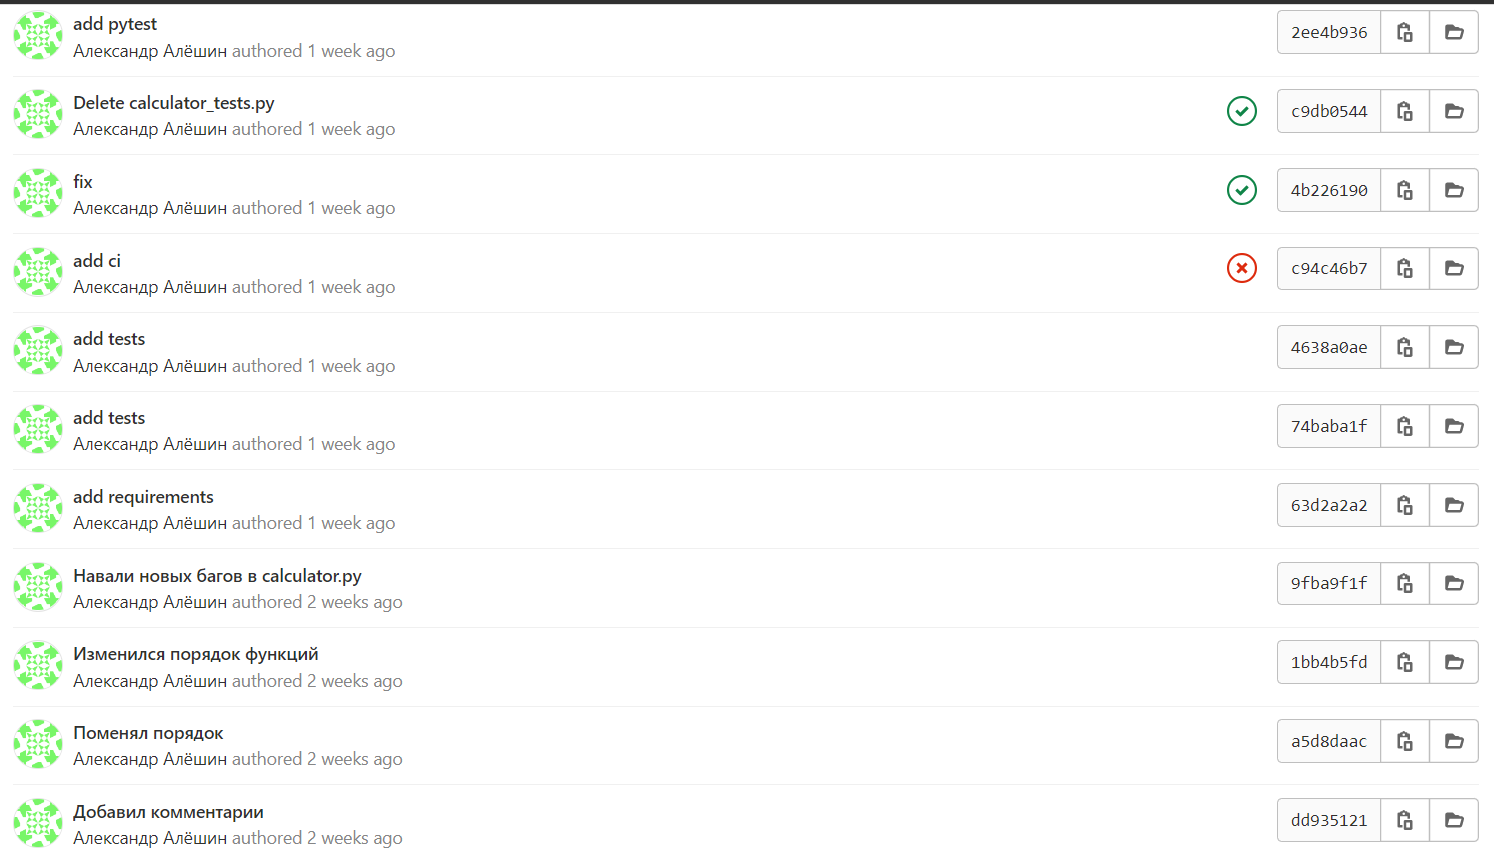 add pytest
Александр Алёшин authored 1 week ago
2ee4b936
Delete calculator_tests.py
Александр Алёшин authored 1 week ago
c9db0544
fix
Александр Алёшин authored 1 week ago
4b226190
add ci
Александр Алёшин authored 1 week ago
c94c46b7
add tests
Александр Алёшин authored 1 week ago
4638a0ae
add tests
Александр Алёшин authored 1 week ago
74baba1f
add requirements
Александр Алёшин authored 1 week ago
63d2a2a2
Навали новых багов в calculator.py
Александр Алёшин authored 2 weeks ago
9fba9f1f
Изменился порядок функций
Александр Алёшин authored 2 weeks ago
1bb4b5fd
Поменял порядок
Александр Алёшин authored 2 weeks ago
a5d8daac
Добавил комментарии
Александр Алёшин authored 2 weeks ago
dd935121